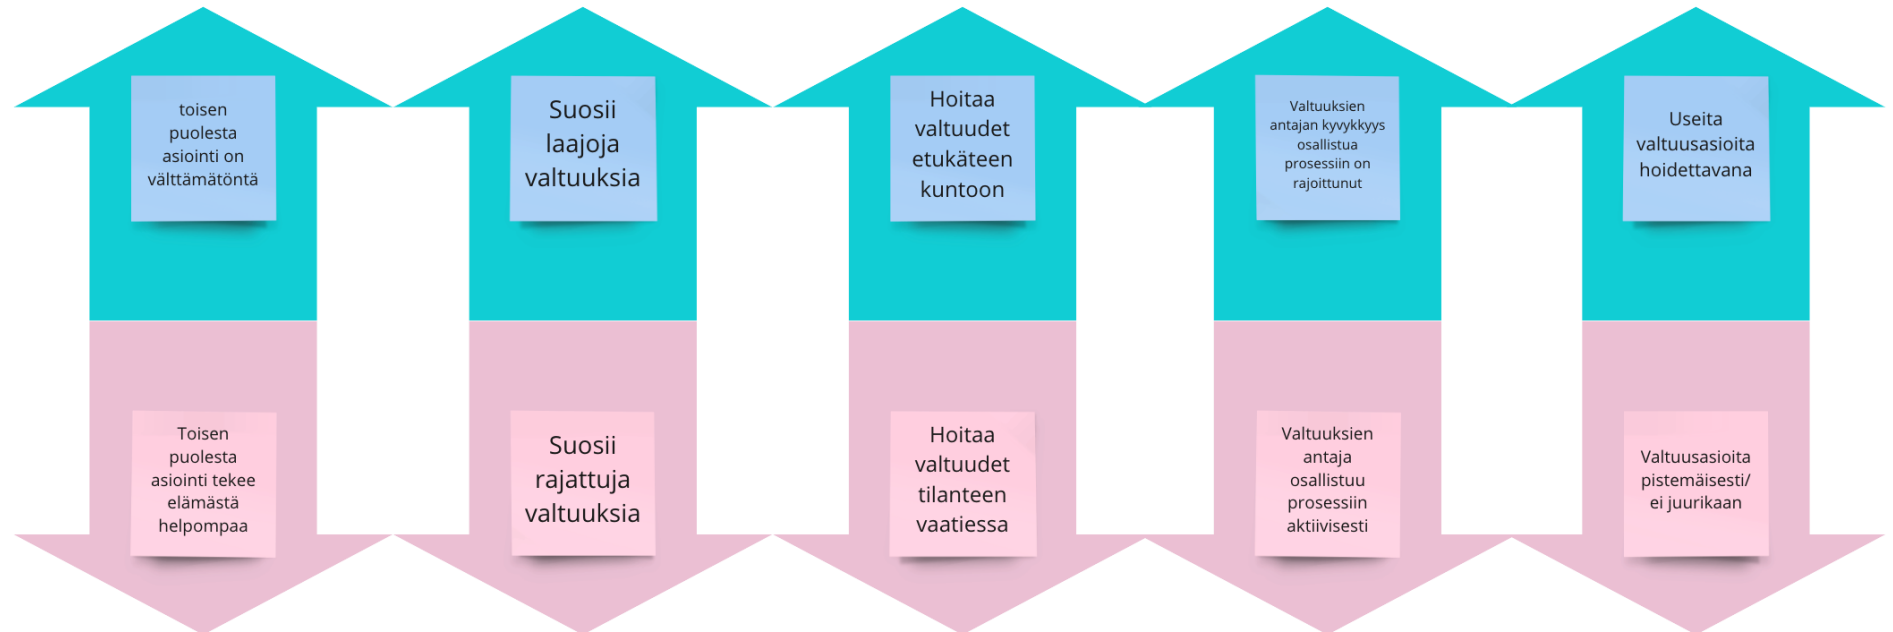 toisen
puolesta
asiointi on
välttämätöntä
Suosii
laajoja
valtuuksia
Hoitaa
valtuudet
etukäteen
kuntoon
Valtuuksien
antajan kyvykkyys
osallistua
prosessiin on
rajoittunut
Useita
valtuusasioita
hoidettavana
Toisen
puolesta
asiointi tekee
elämästä
helpompaa
Suosii
rajattuja
valtuuksia
Hoitaa
valtuudet
tilanteen
vaatiessa
Valtuuksien
antaja
osallistuu
prosessiin
aktiivisesti
Valtuusasioita
pistemäisesti/
ei juurikaan